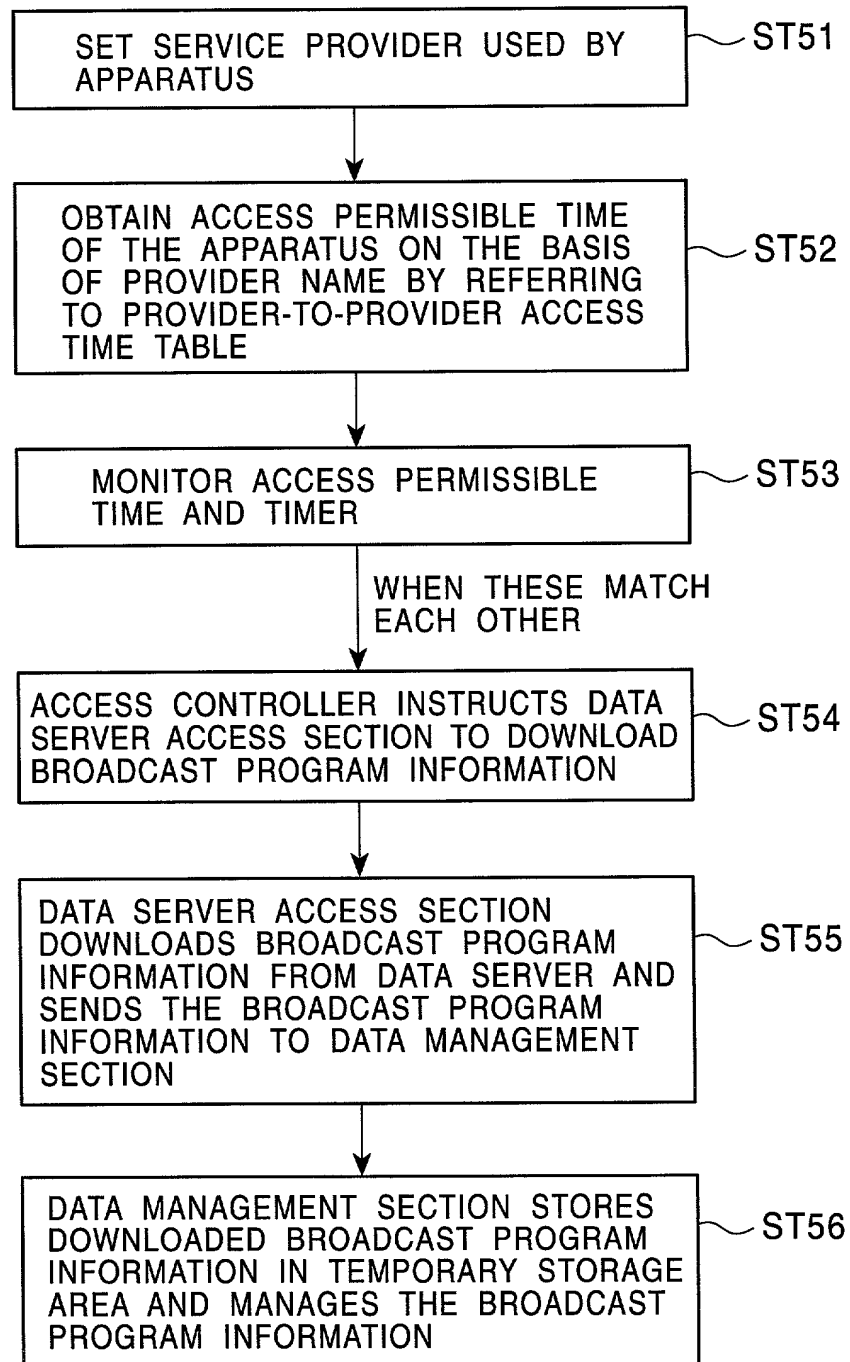 SET SERVICE PROVIDER USED BY
APPARATUS
ST51
OBTAIN ACCESS PERMISSIBLE TIME
OF THE APPARATUS ON THE BASIS
OF PROVIDER NAME BY REFERRING
TO PROVIDER-TO-PROVIDER ACCESS
TIME TABLE
ST52
MONITOR ACCESS PERMISSIBLE
TIME AND TIMER
ST53
WHEN THESE MATCH
EACH OTHER
ACCESS CONTROLLER INSTRUCTS DATA
SERVER ACCESS SECTION TO DOWNLOAD
BROADCAST PROGRAM INFORMATION
ST54
DATA SERVER ACCESS SECTION
DOWNLOADS BROADCAST PROGRAM
INFORMATION FROM DATA SERVER AND
SENDS THE BROADCAST PROGRAM
INFORMATION TO DATA MANAGEMENT
SECTION
ST55
DATA MANAGEMENT SECTION STORES
DOWNLOADED BROADCAST PROGRAM
INFORMATION IN TEMPORARY STORAGE
AREA AND MANAGES THE BROADCAST
PROGRAM INFORMATION
ST56